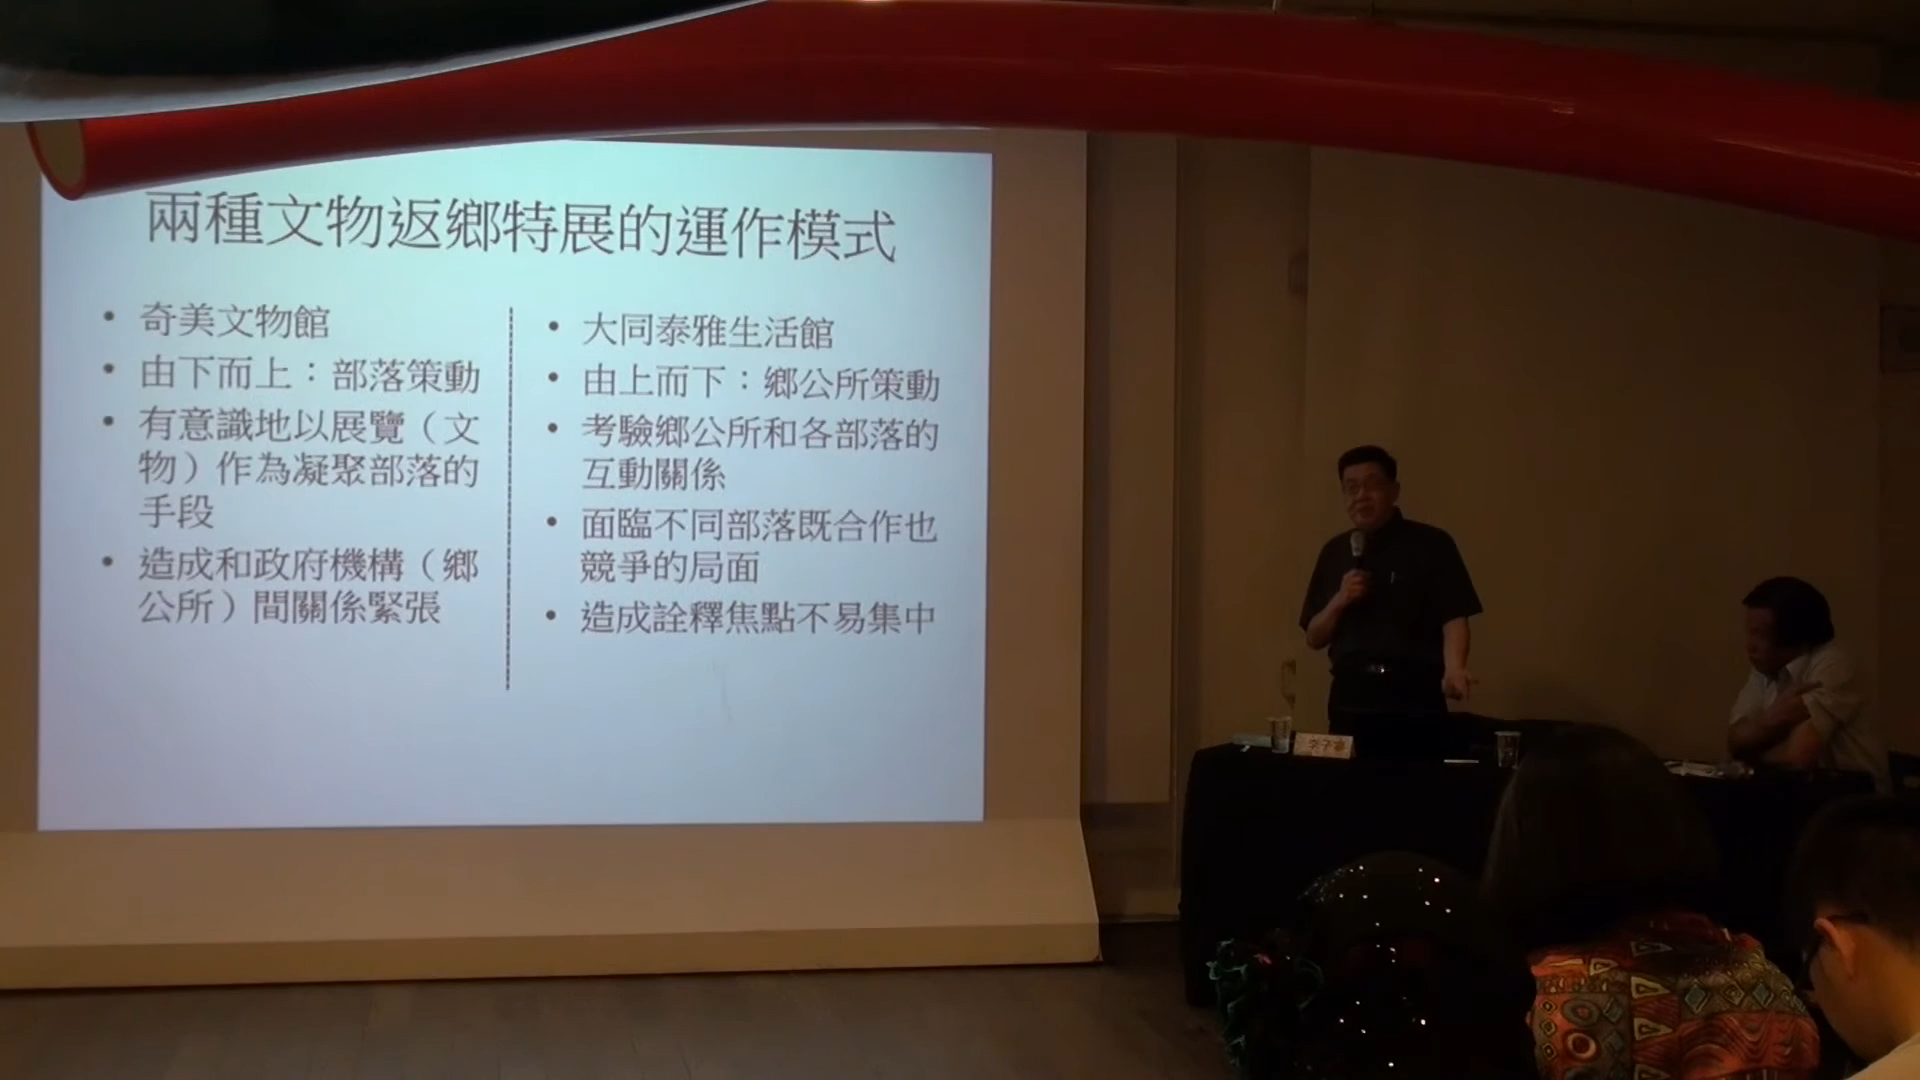 兩種文物返鄉特展的運作模式
• 奇美文物館
• 由下而上：部落策動
• 有意識地以展覽（文
物）作為凝聚部落的
手段
• 造成和政府機構（鄉
公所）間關係緊張
• 大同泰雅生活館
• 由上而下：鄉公所策動
• 考驗鄉公所和各部落的
互動關係
• 面臨不同部落既合作也
競爭的局面
• 造成詮釋焦點不易集中